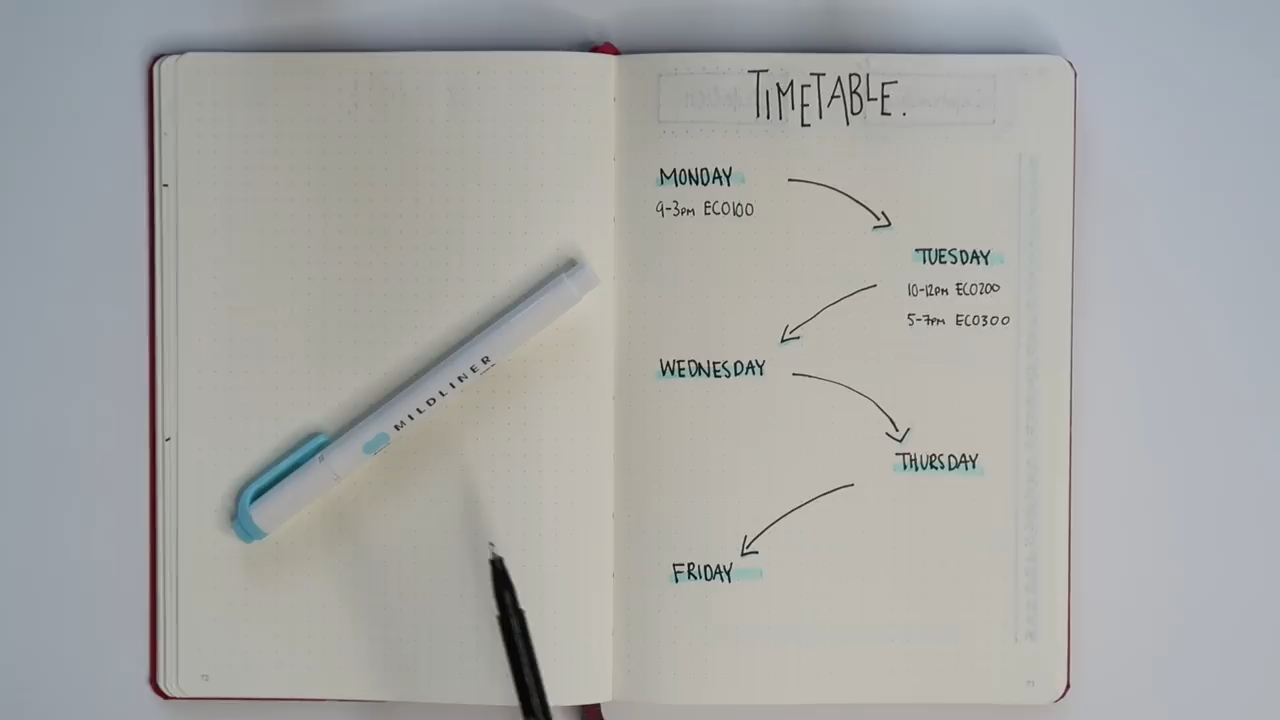 TIMETABLE.
MONDAY
9-3PM ECO100
TUESDAY
10-12PM ECO200
5-7PM ECO300
WEDNESDAY
THURSDAY
FRIDAY
MILDLINER